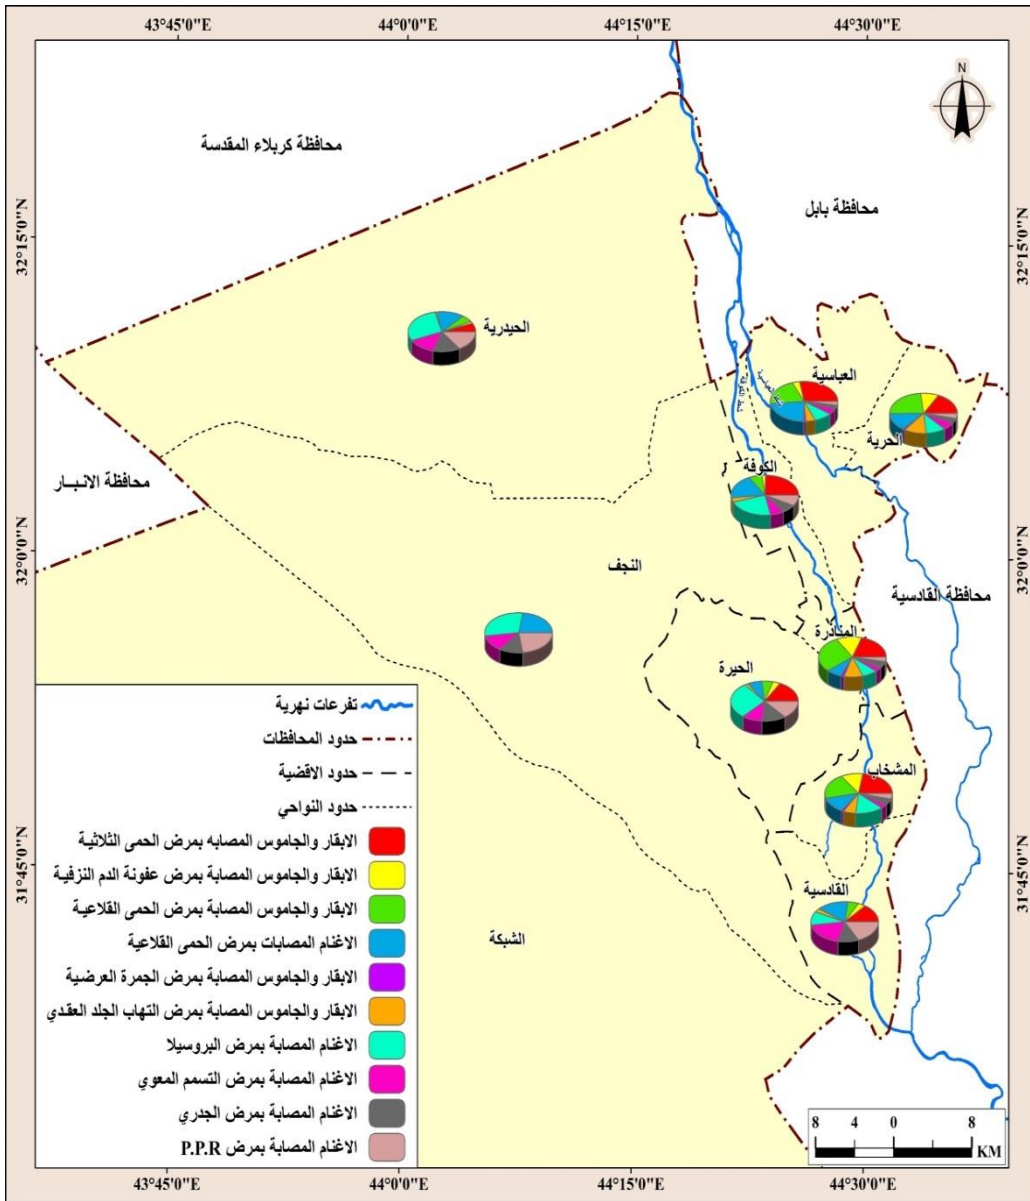 43°45'0"E
44°0'0"E
44°15'0"E
44°30'0"E
N
محافظة كربلاء المقدسة
محافظة بابل
32°15'0"N
32°15'0"N
الحيدرية
العباسية
الحرية
شط الكوفة
محافظة الانبـار
الكوفة
32°0'0"N
32°0'0"N
النجف
محافظة القادسية
المناذرة
الحيرة
المشخاب
31°45'0"N
31°45'0"N
القادسية
الشبكة
تفرعات نهرية
حدود المحافظات
حدود الاقضية
حدود النواحي
الابقار والجاموس المصابه بمرض الحمى الثلاثية
الابقار والجاموس المصابة بمرض عفونة الدم النزفية
الابقار والجاموس المصابة بمرض الحمى القلاعية
الاغنام المصابات بمرض الحمى القلاعية
الابقار والجاموس المصابة بمرض الجمرة العرضية
الابقار والجاموس المصابة بمرض التهاب الجلد العقدي
الاغنام المصابة بمرض البروسيلا
الاغنام المصابة بمرض التسمم المعوي
الاغنام المصابة بمرض الجدري
الاغنام المصابة بمرض P.P.R
8 4 0 8
KM
43°45'0"E
44°0'0"E
44°15'0"E
44°30'0"E